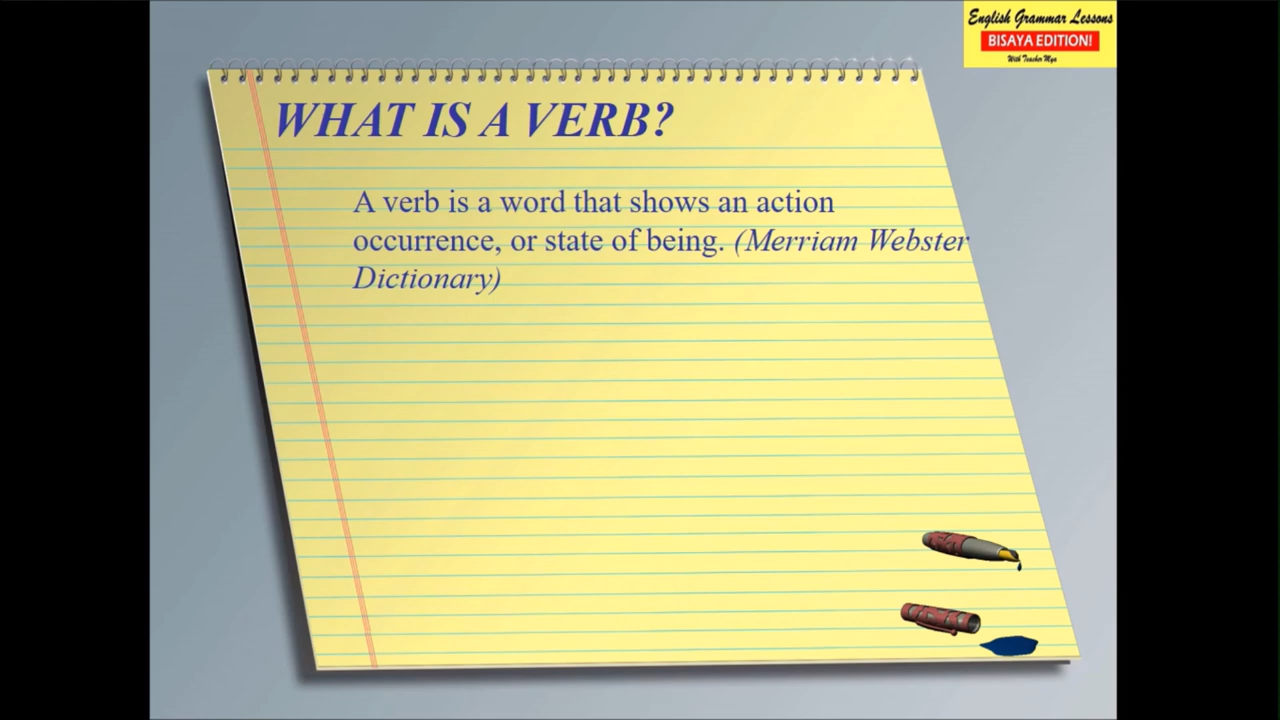 English Grammar Lessons
BISAYA EDITION!
With Teacher Mya
WHAT IS A VERB?
A verb is a word that shows an action
occurrence, or state of being. (Merriam Webster
Dictionary)